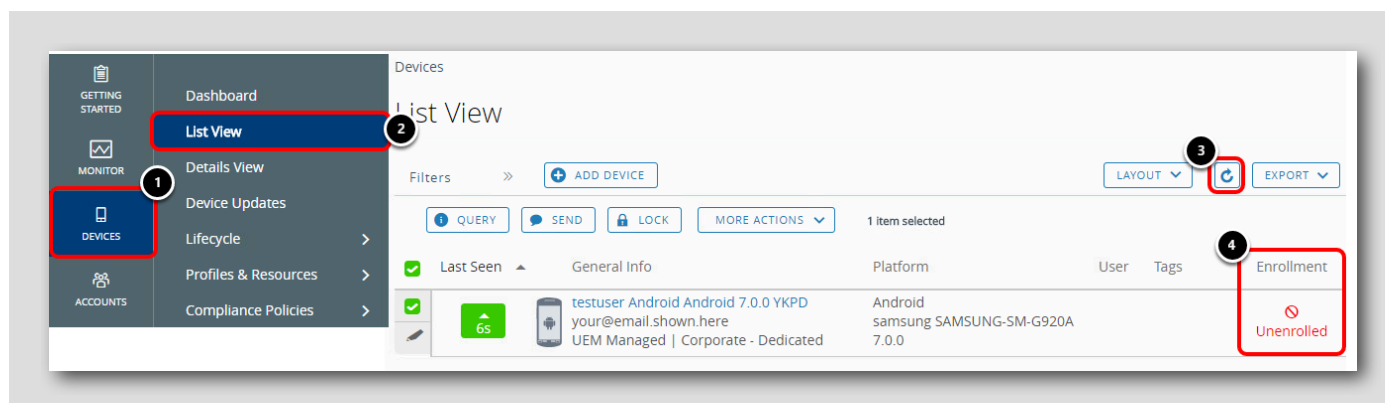 GETTING
STARTED
MONITOR
1
DEVICES
ACCOUNTS
Dashboard
List View
2
Details View
Device Updates
Lifecycle
Profiles & Resources
Compliance Policies
Devices
List View
Filters » ADD DEVICE LAYOUT 3 EXPORT
QUERY SEND LOCK MORE ACTIONS 1 item selected
4
Last Seen General Info Platform User Tags Enrollment
6s
testuser Android Android 7.0.0 YKPD
your@email.shown.here
UEM Managed | Corporate - Dedicated
Android
samsung SAMSUNG-SM-G920A
7.0.0
Unenrolled